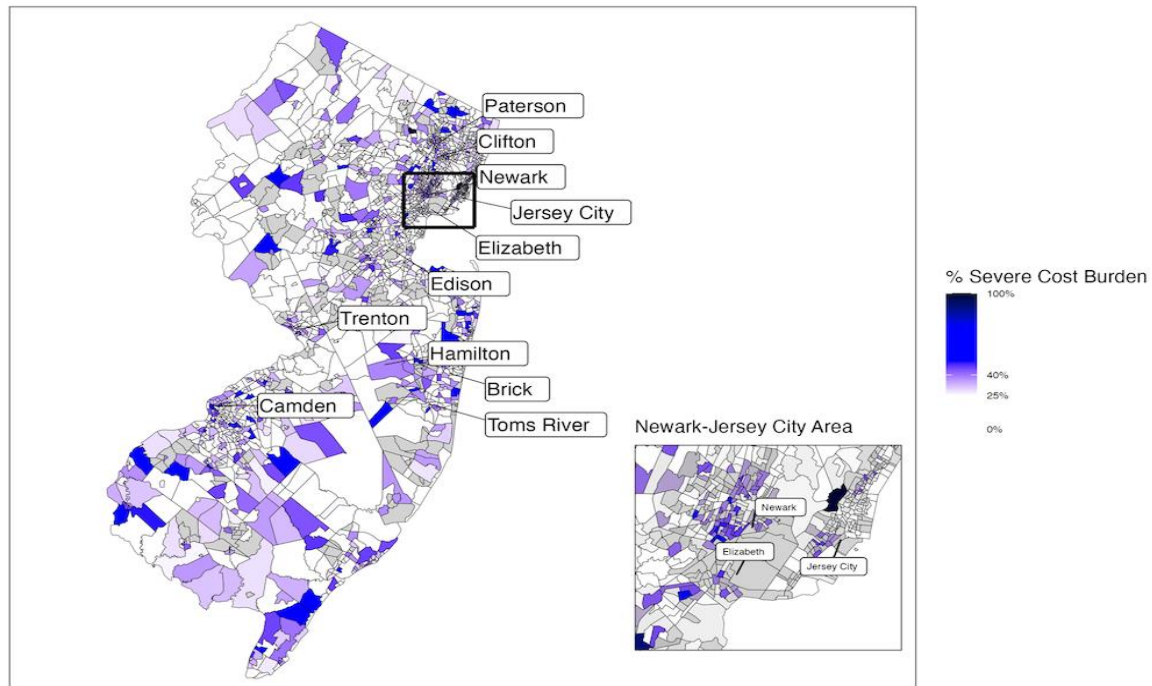 Paterson
Clifton
Newark
Jersey City
Elizabeth
Edison
Trenton
Hamilton
Brick
Camden
Toms River
% Severe Cost Burden
100%
40%
25%
0%
Newark-Jersey City Area
Newark
Elizabeth
Jersey City